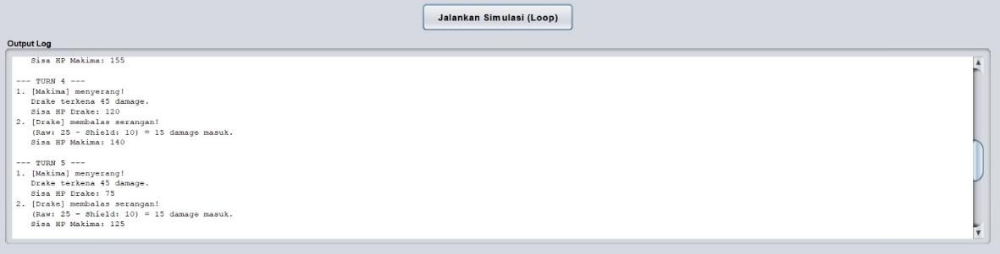 Jalankan Simulasi (Loop)
Output Log
Sisa HP Makima: 155
--- TURN 4 ---
1. [Makima] menyerang!
Drake terkena 45 damage.
Sisa HP Drake: 120
2. [Drake] membalas serangan!
(Raw: 25 - Shield: 10) = 15 damage masuk.
Sisa HP Makima: 140
--- TURN 5 ---
1. [Makima] menyerang!
Drake terkena 45 damage.
Sisa HP Drake: 75
2. [Drake] membalas serangan!
(Raw: 25 - Shield: 10) = 15 damage masuk.
Sisa HP Makima: 125